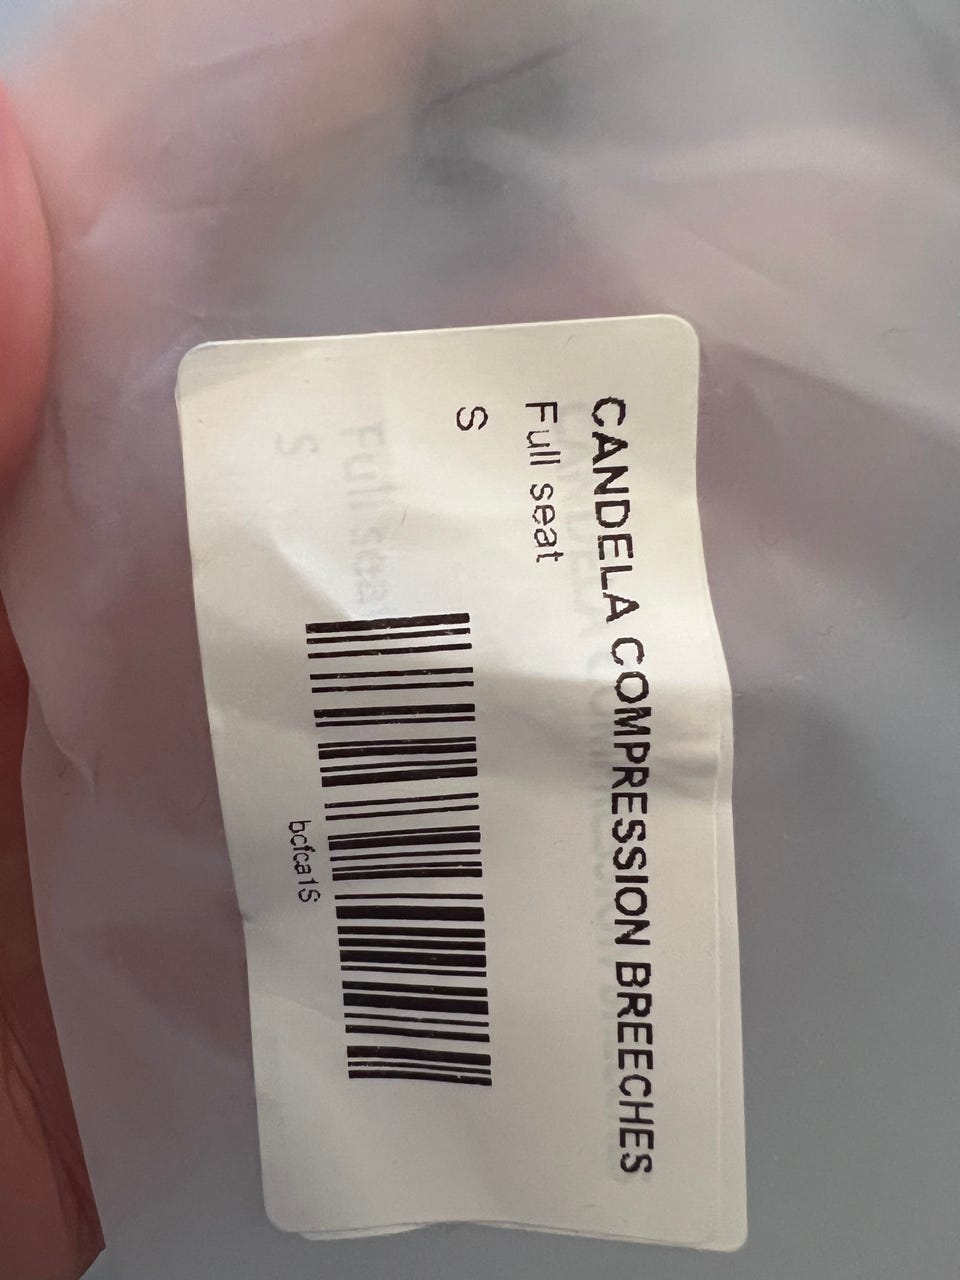 CANDELA COMPRESSION BREECHES
Full seat
S
bcfca1S